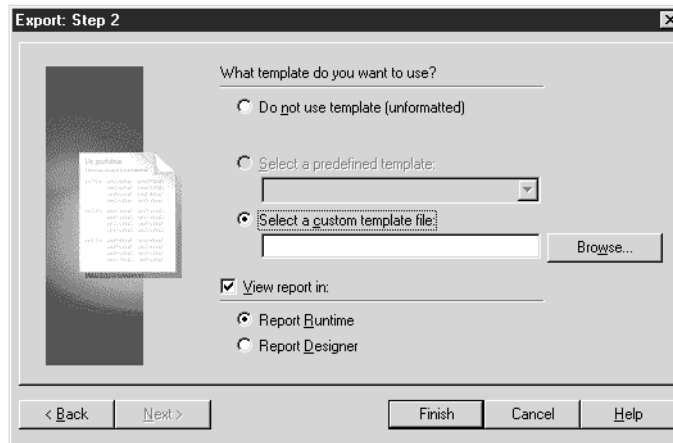 Export: Step 2
What template do you want to use?
Do not use template (unformatted)
Select a predefined template:
Select a custom template file:
Browse...
View report in:
Report Runtime
Report Designer
< Back
Next >
Finish
Cancel
Help